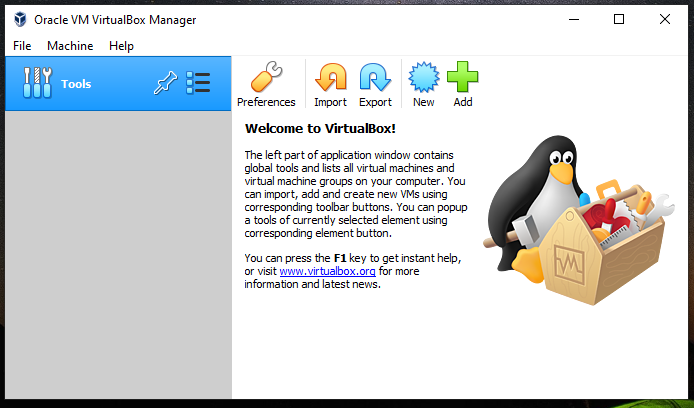 Oracle VM VirtualBox Manager
File Machine Help
Tools
Preferences Import Export New Add
Welcome to VirtualBox!
The left part of application window contains
global tools and lists all virtual machines and
virtual machine groups on your computer. You
can import, add and create new VMs using
corresponding toolbar buttons. You can popup
a tools of currently selected element using
corresponding element button.
You can press the F1 key to get instant help,
or visit www.virtualbox.org for more
information and latest news.